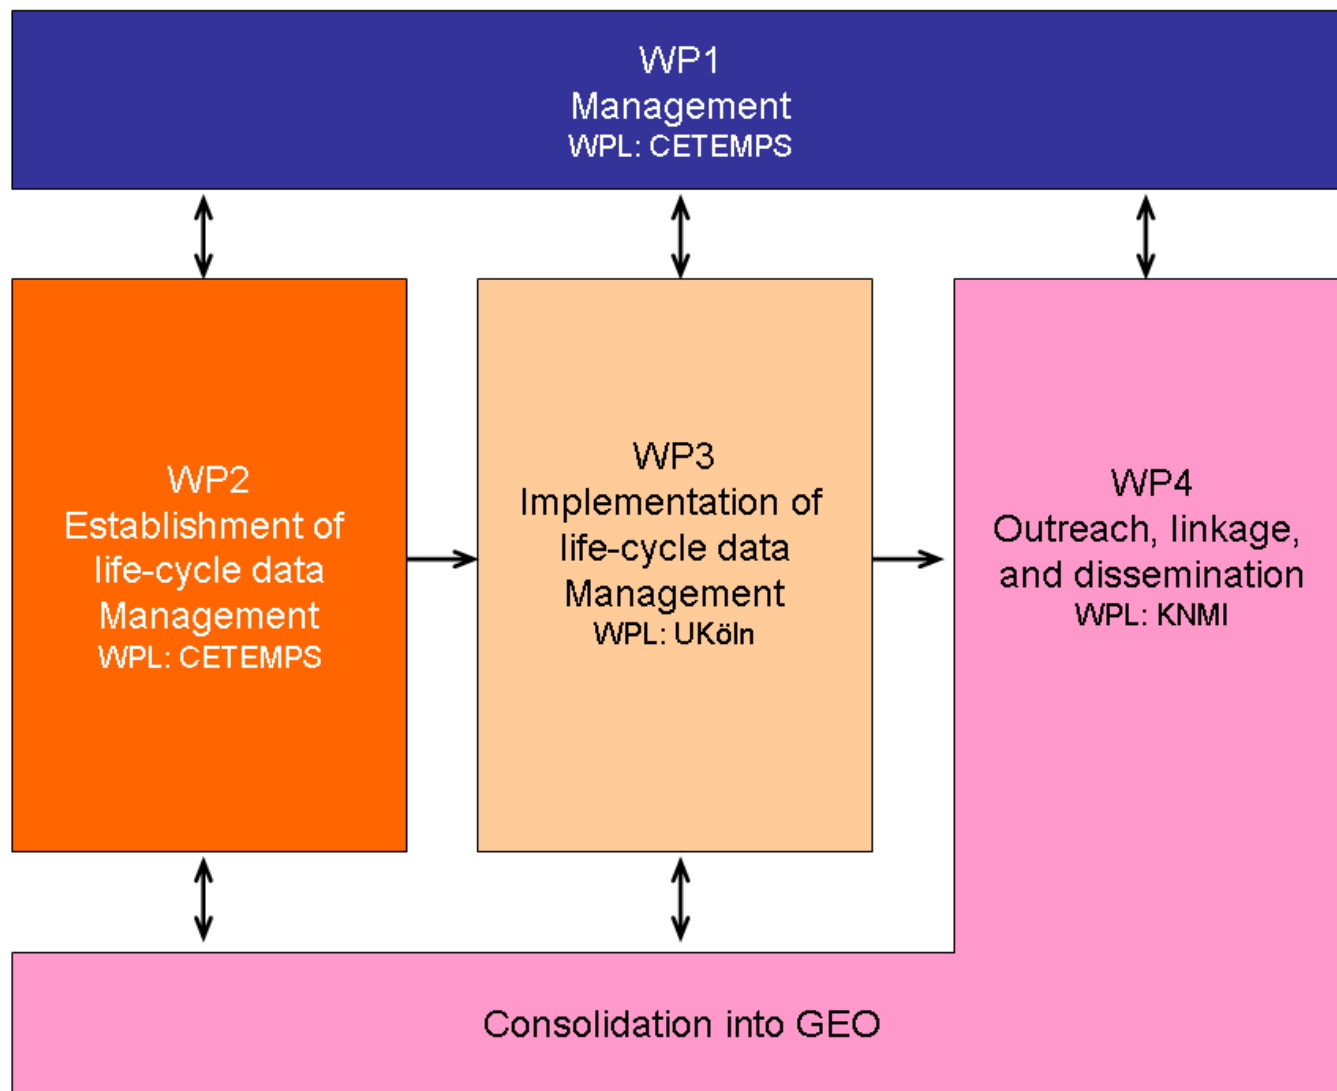 WP1
Management
WPL: CETEMPS
WP2
Establishment of
life-cycle data
Management
WPL: CETEMPS
WP3
Implementation of
life-cycle data
Management
WPL: UKöln
WP4
Outreach, linkage,
and dissemination
WPL: KNMI
Consolidation into GEO